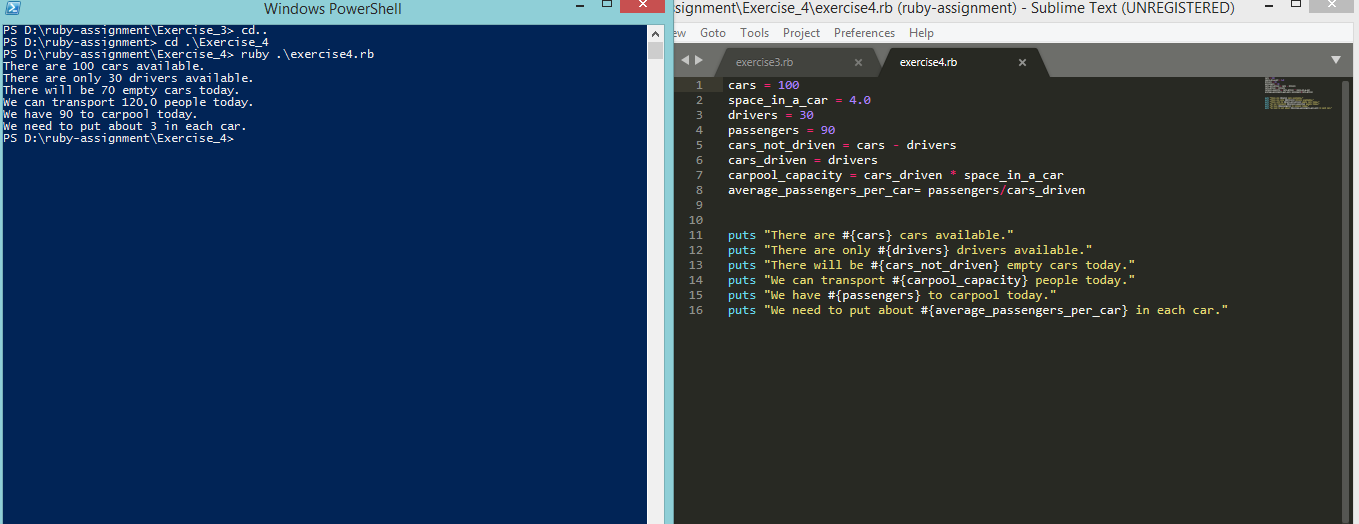 Windows PowerShell
PS D:\ruby-assignment\Exercise_3> cd..
PS D:\ruby-assignment> cd .\Exercise_4
PS D:\ruby-assignment\Exercise_4> ruby .\exercise4.rb
There are 100 cars available.
There are only 30 drivers available.
There will be 70 empty cars today.
We can transport 120.0 people today.
We have 90 to carpool today.
We need to put about 3 in each car.
PS D:\ruby-assignment\Exercise_4>
ssignment\Exercise_4\exercise4.rb (ruby-assignment) - Sublime Text (UNREGISTERED)
ew Goto Tools Project Preferences Help
exercise3.rb × exercise4.rb ×
1 cars = 100
2 space_in_a_car = 4.0
3 drivers = 30
4 passengers = 90
5 cars_not_driven = cars - drivers
6 cars_driven = drivers
7 carpool_capacity = cars_driven * space_in_a_car
8 average_passengers_per_car= passengers/cars_driven
9
10
11 puts "There are #{cars} cars available."
12 puts "There are only #{drivers} drivers available."
13 puts "There will be #{cars_not_driven} empty cars today."
14 puts "We can transport #{carpool_capacity} people today."
15 puts "We have #{passengers} to carpool today."
16 puts "We need to put about #{average_passengers_per_car} in each car."